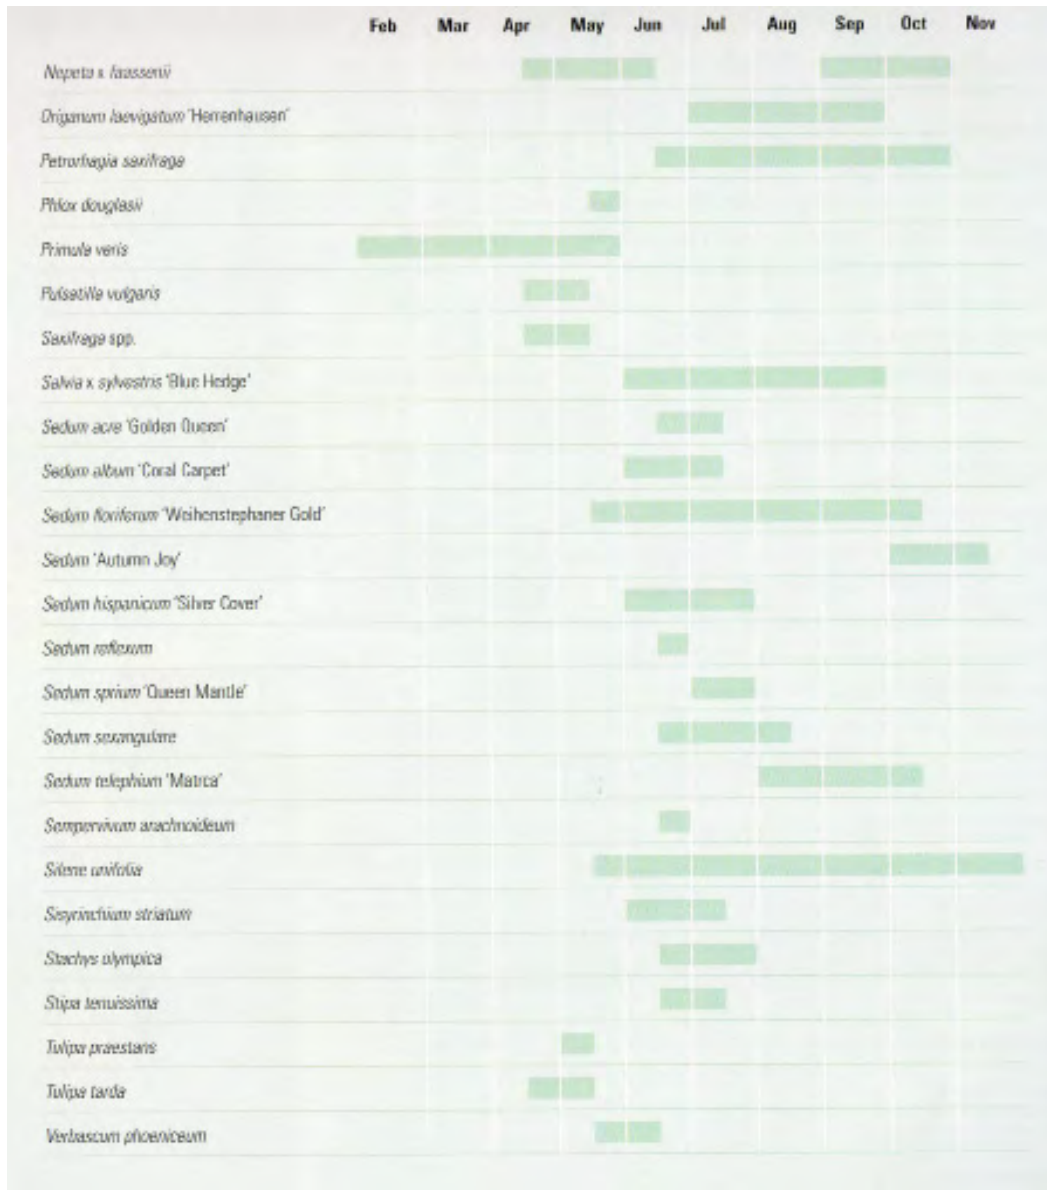 Feb Mar Apr May Jun Jul Aug Sep Oct Nov
Nepeta x faassenii
Origanum laevigatum 'Herrenhausen'
Petrorhagia saxifraga
Phlox douglasii
Primula veris
Pulsatilla vulgaris
Saxifraga spp.
Salvia x sylvestris 'Blue Hedge'
Sedum acre 'Golden Queen'
Sedum album 'Coral Carpet'
Sedum floriferum 'Weihenstephaner Gold'
Sedum 'Autumn Joy'
Sedum hispanicum 'Silver Cover'
Sedum reflexum
Sedum sprium 'Queen Mantle'
Sedum sexangulare
Sedum telephium 'Matrca'
Sempervivum arachnoideum
Silene unifolia
Sisyrinchium striatum
Stachys olympica
Stipa tenuissima
Tulipa praestans
Tulipa tarda
Verbascum phoeniceum